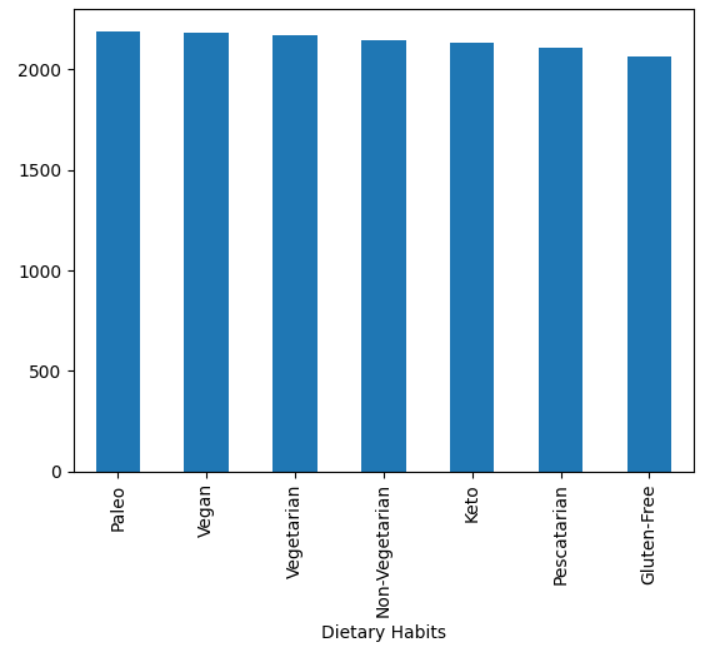 2000
1500
1000
500
0
Paleo
Vegan
Vegetarian
Non-Vegetarian
Keto
Pescatarian
Gluten-Free
Dietary Habits